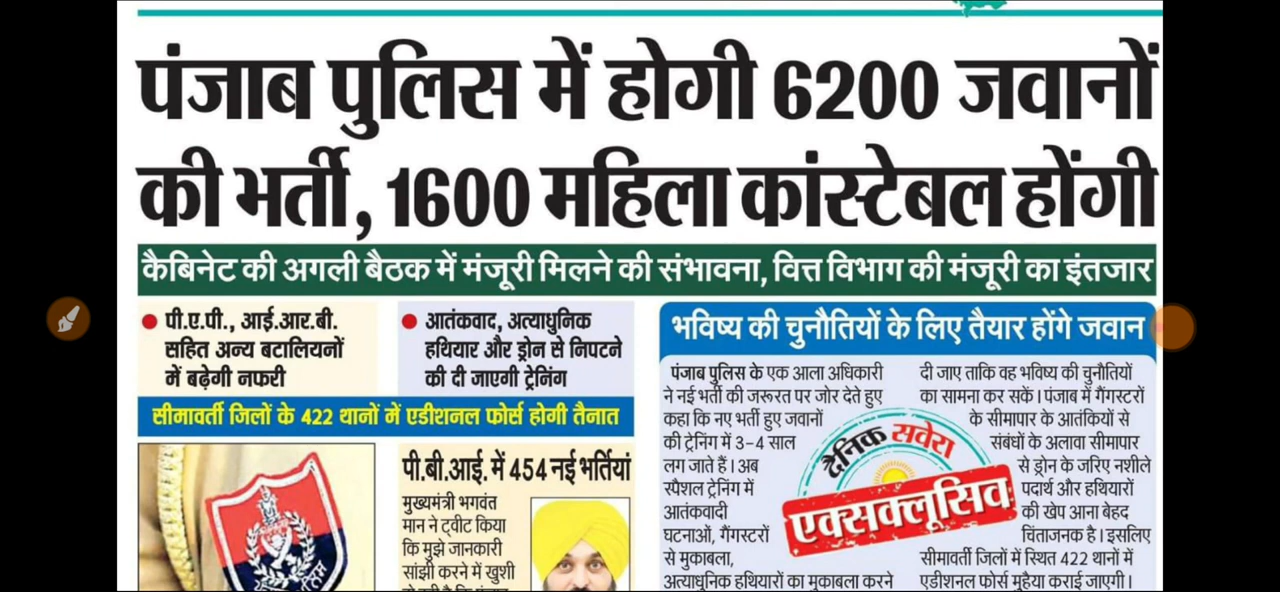 पंजाब पुलिस में होगी 6200 जवानों
की भर्ती, 1600 महिला कांस्टेबल होंगी
कैबिनेट की अगली बैठक में मंजूरी मिलने की संभावना, वित्त विभाग की मंजूरी का इंतजार
● पी.ए.पी., आई.आर.बी.
सहित अन्य बटालियनों
में बढ़ेगी नफरी
● आतंकवाद, अत्याधुनिक
हथियार और ड्रोन से निपटने
की दी जाएगी ट्रेनिंग
सीमावर्ती जिलों के 422 थानों में एडीशनल फोर्स होगी तैनात
पी.बी.आई. में 454 नई भर्तियां
मुख्यमंत्री भगवंत
मान ने ट्वीट किया
कि मुझे जानकारी
सांझी करने में खुशी
भविष्य की चुनौतियों के लिए तैयार होंगे जवान
पंजाब पुलिस के एक आला अधिकारी
ने नई भर्ती की जरूरत पर जोर देते हुए
कहा कि नए भर्ती हुए जवानों
की ट्रेनिंग में 3-4 साल
लग जाते हैं। अब
स्पैशल ट्रेनिंग में
आतंकवादी
घटनाओं, गैंगस्टरों
से मुकाबला,
अत्याधुनिक हथियारों का मुकाबला करने
दैनिक सवेरा
एक्सक्लूसिव
दी जाए ताकि वह भविष्य की चुनौतियों
का सामना कर सकें। पंजाब में गैंगस्टरों
के सीमापार के आतंकियों से
संबंधों के अलावा सीमापार
से ड्रोन के जरिए नशीले
पदार्थ और हथियारों
की खेप आना बेहद
चिंताजनक है। इसलिए
सीमावर्ती जिलों में स्थित 422 थानों में
एडीशनल फोर्स मुहैया कराई जाएगी।